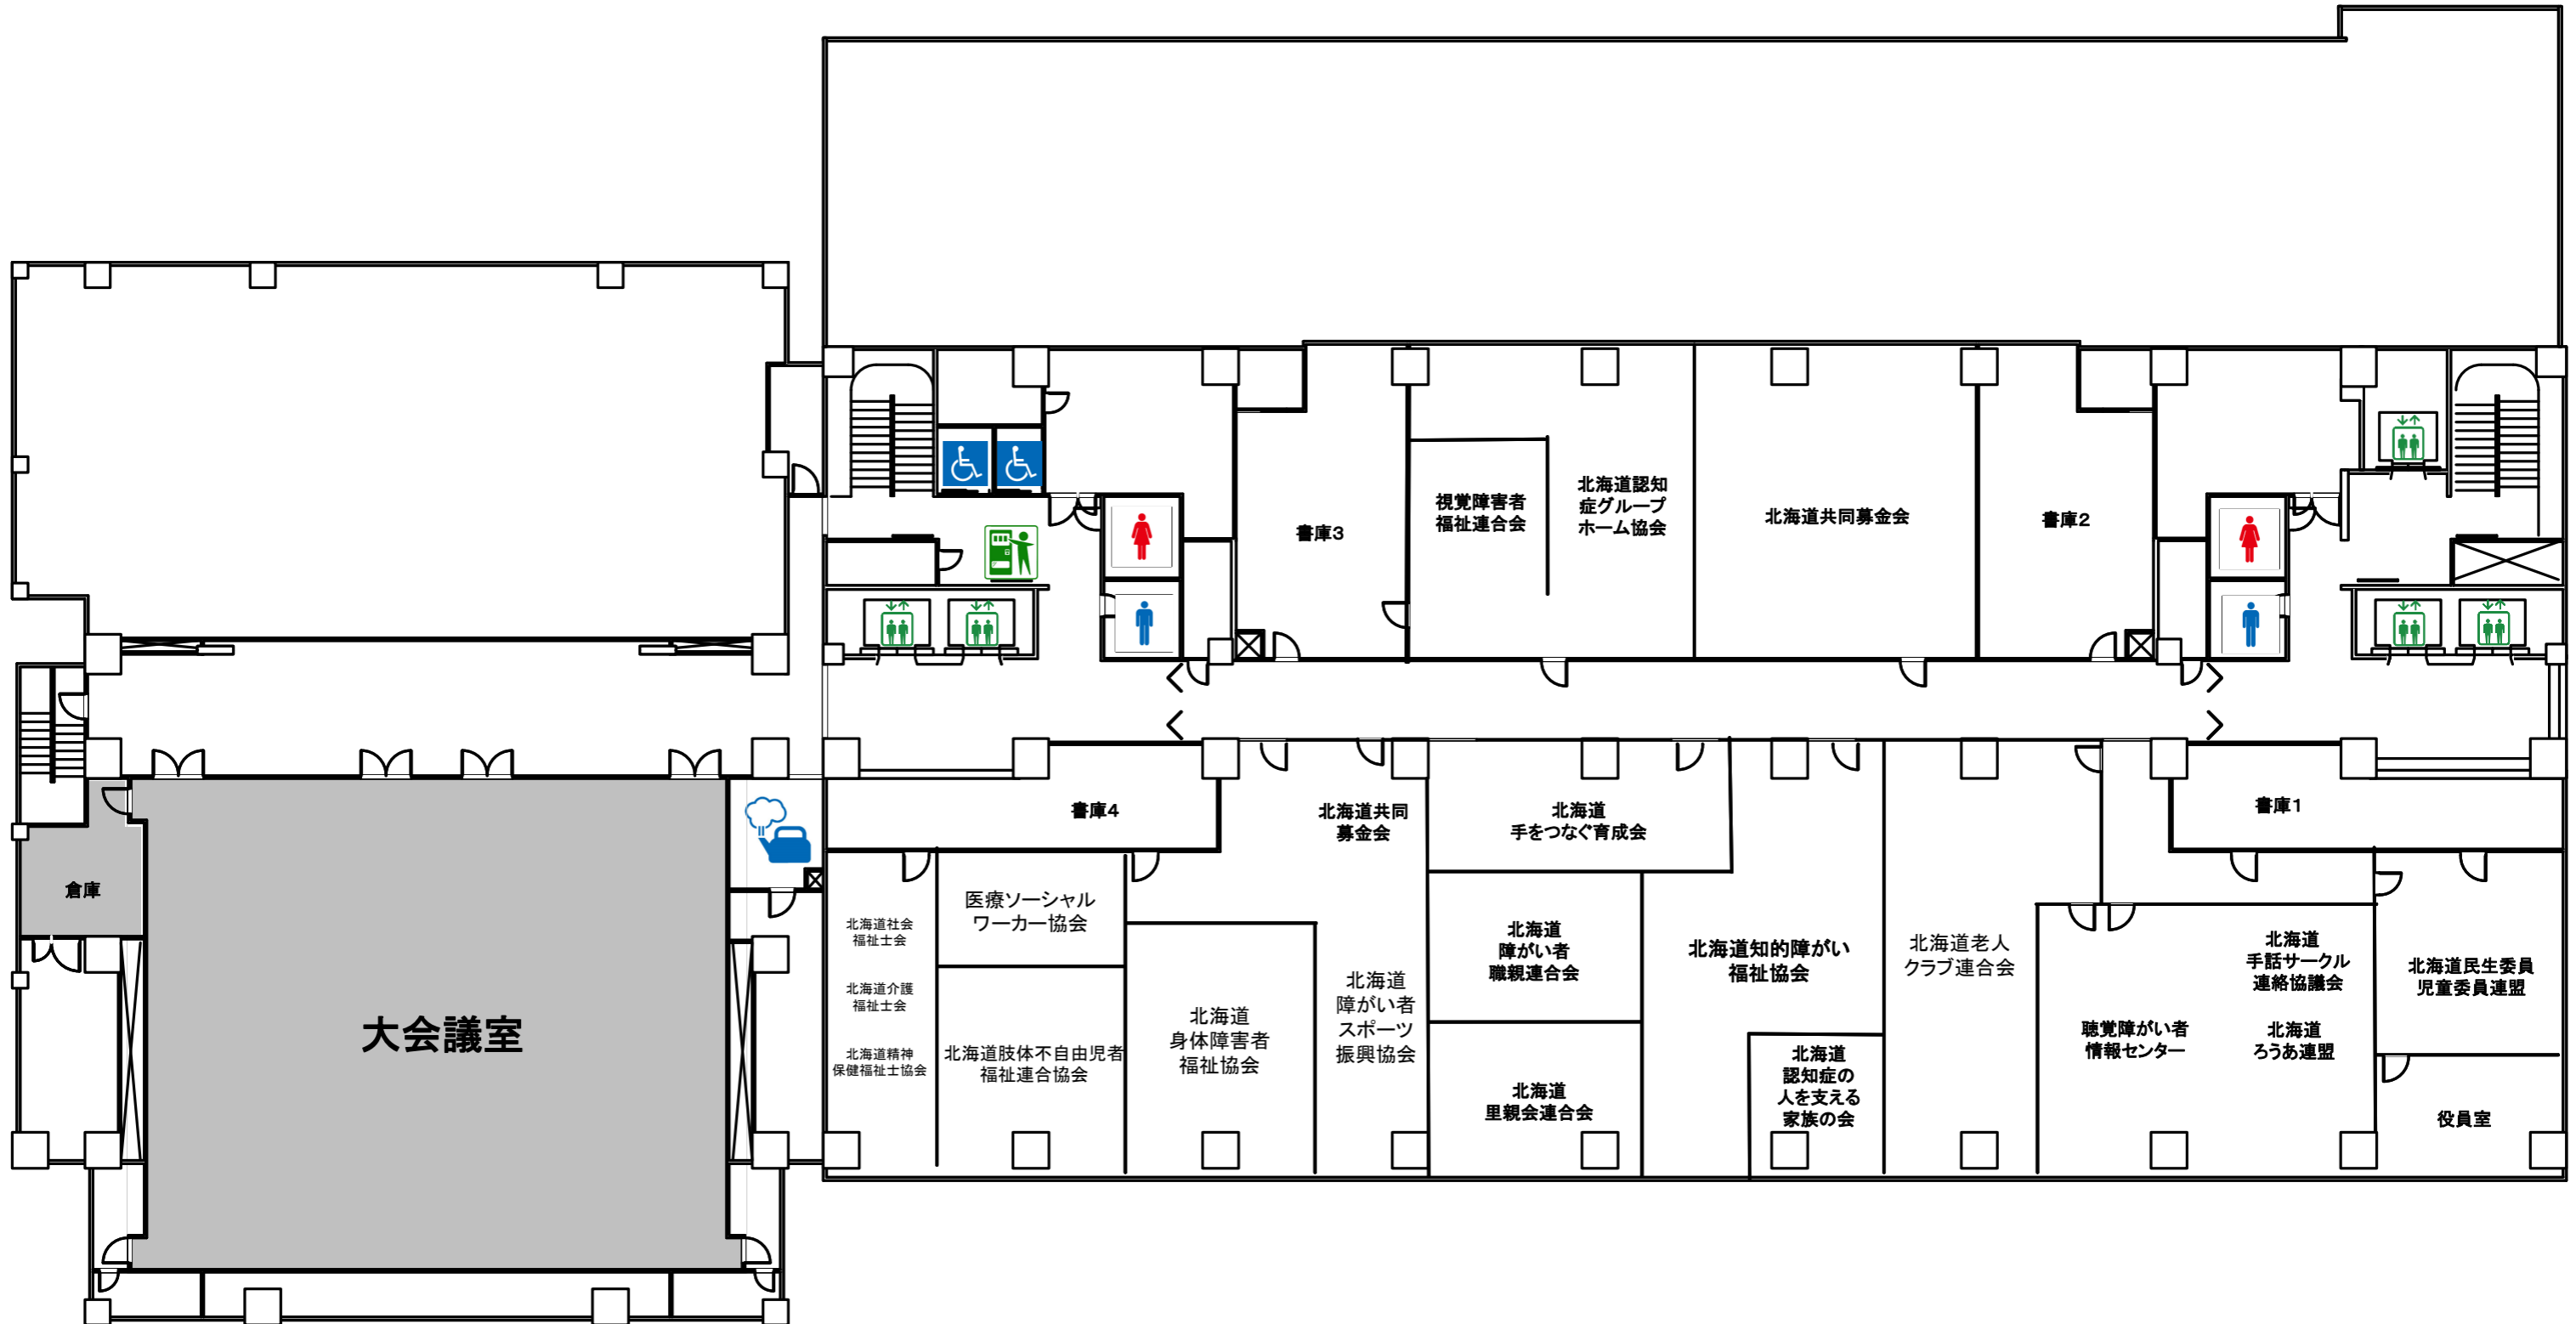 視覚障害者
福祉連合会
北海道認知
症グループ
ホーム協会
北海道共同募金会
書庫3
書庫2
書庫4
北海道共同
募金会
北海道
手をつなぐ育成会
書庫1
倉庫
大会議室
北海道社会
福祉士会
北海道介護
福祉士会
北海道精神
保健福祉士協会
医療ソーシャル
ワーカー協会
北海道肢体不自由児者
福祉連合協会
北海道
身体障害者
福祉協会
北海道
障がい者
スポーツ
振興協会
北海道
障がい者
職親連合会
北海道
里親会連合会
北海道知的障がい
福祉協会
北海道
認知症の
人を支える
家族の会
北海道老人
クラブ連合会
聴覚障がい者
情報センター
北海道
手話サークル
連絡協議会
北海道
ろうあ連盟
北海道民生委員
児童委員連盟
役員室